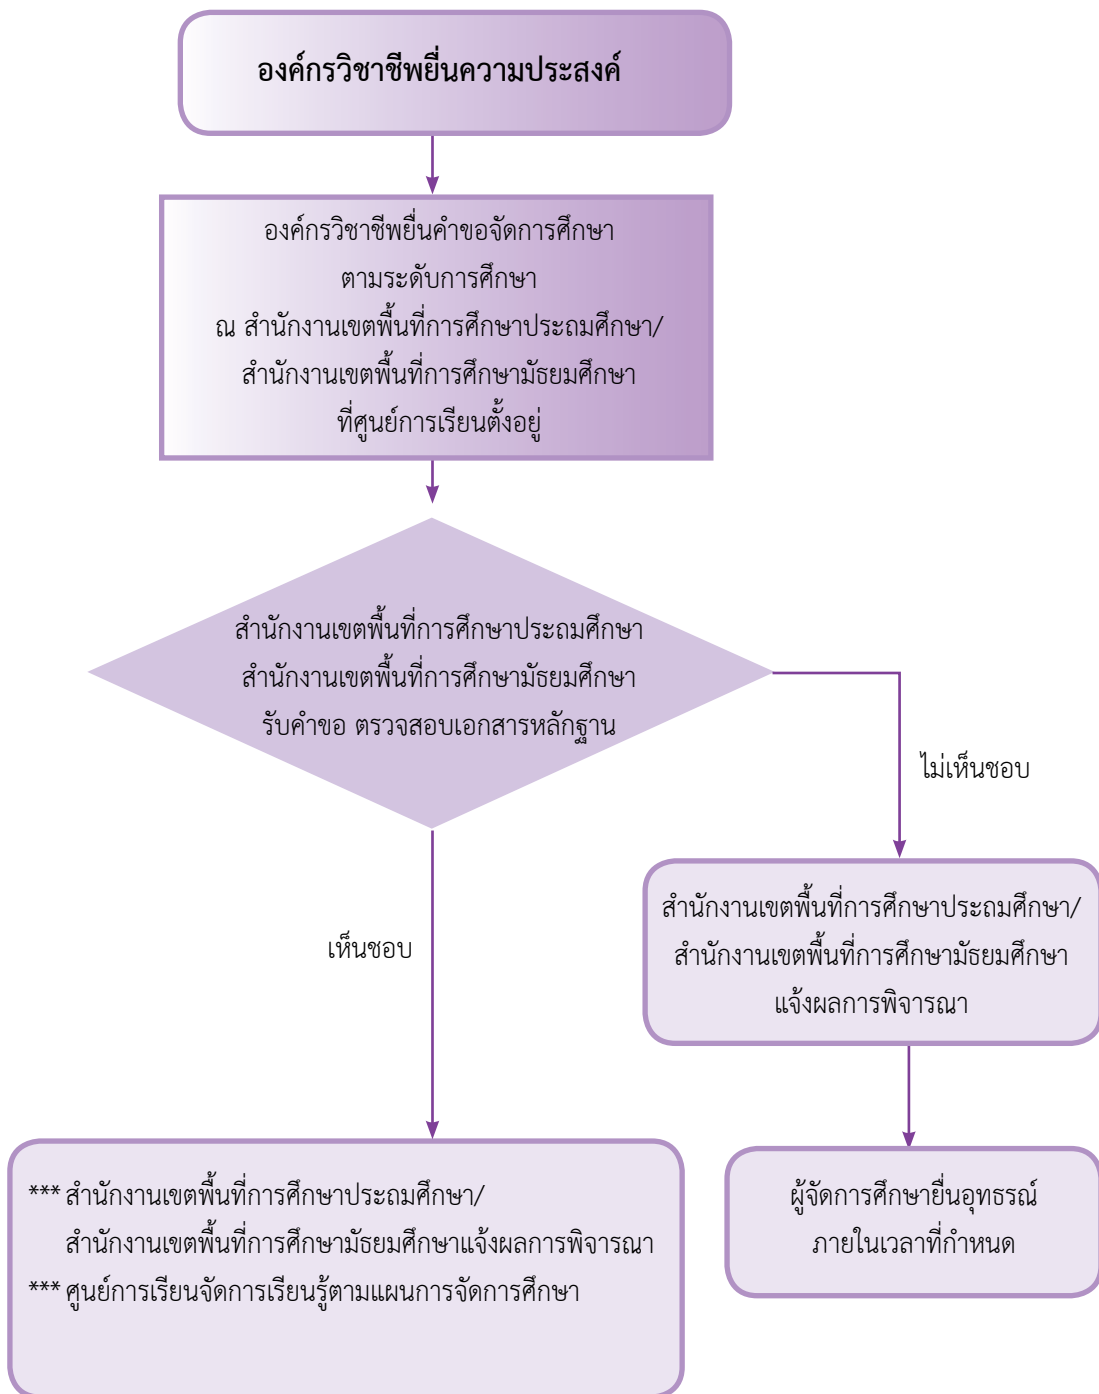 องค์กรวิชาชีพยื่นความประสงค์
องค์กรวิชาชีพยื่นคำขอจัดการศึกษา
ตามระดับการศึกษา
ณ สำนักงานเขตพื้นที่การศึกษาประถมศึกษา/
สำนักงานเขตพื้นที่การศึกษามัธยมศึกษา
ที่ศูนย์การเรียนตั้งอยู่
สำนักงานเขตพื้นที่การศึกษาประถมศึกษา
สำนักงานเขตพื้นที่การศึกษามัธยมศึกษา
รับคำขอ ตรวจสอบเอกสารหลักฐาน
ไม่เห็นชอบ
สำนักงานเขตพื้นที่การศึกษาประถมศึกษา/
สำนักงานเขตพื้นที่การศึกษามัธยมศึกษา
แจ้งผลการพิจารณา
เห็นชอบ
*** สำนักงานเขตพื้นที่การศึกษาประถมศึกษา/
สำนักงานเขตพื้นที่การศึกษามัธยมศึกษาแจ้งผลการพิจารณา
*** ศูนย์การเรียนจัดการเรียนรู้ตามแผนการจัดการศึกษา
ผู้จัดการศึกษายื่นอุทธรณ์
ภายในเวลาที่กำหนด